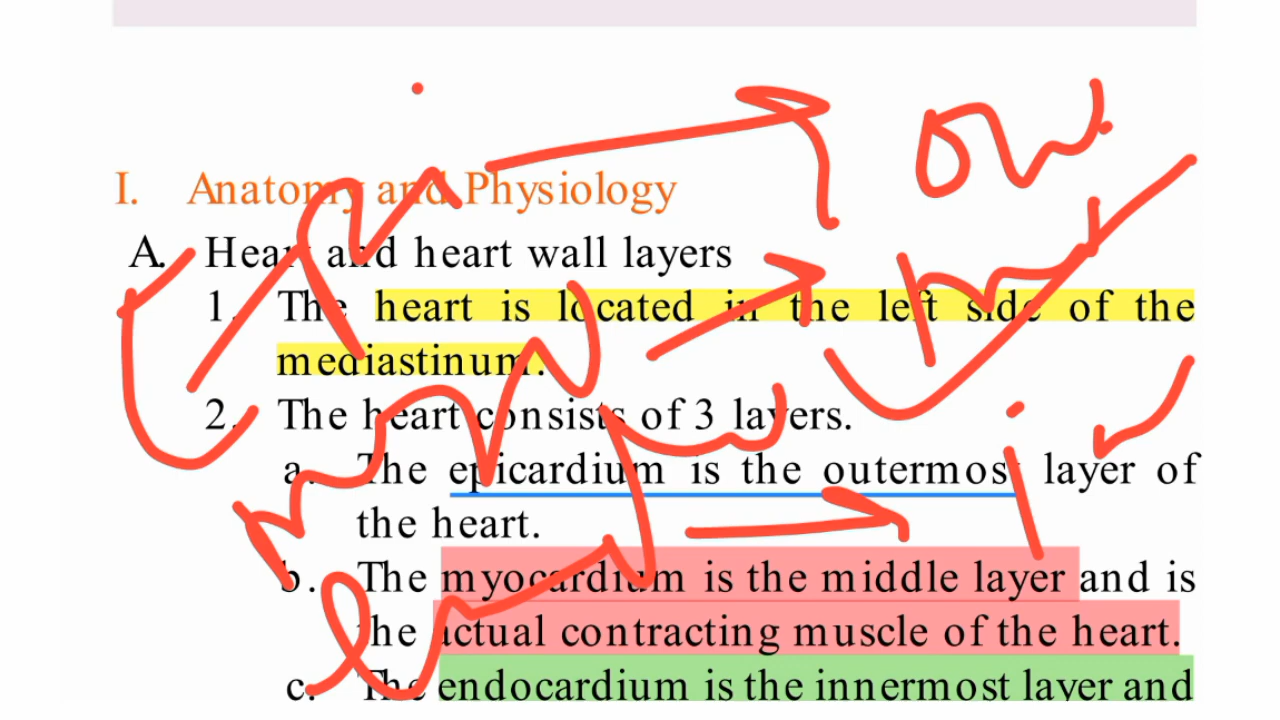 I. Anatomy and Physiology
A. Heart and heart wall layers
1. The heart is located in the left side of the
mediastinum.
2. The heart consists of 3 layers.
a. The epicardium is the outermost layer of
the heart.
b. The myocardium is the middle layer and is
the actual contracting muscle of the heart.
c. The endocardium is the innermost layer and